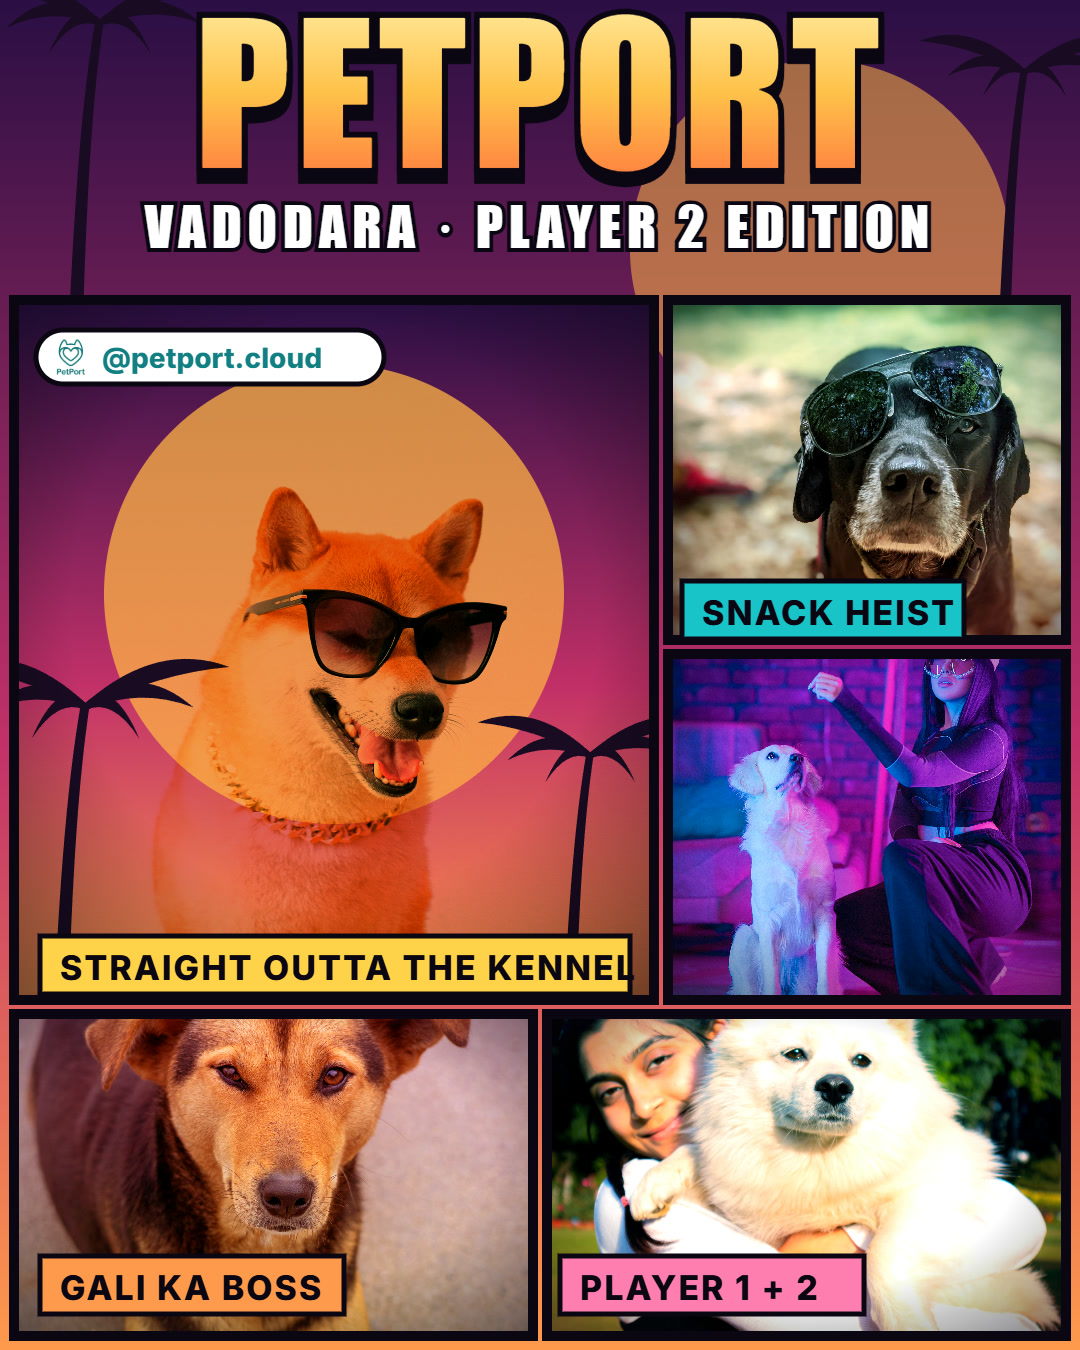 PETPORT
VADODARA · PLAYER 2 EDITION
PetPort
@petport.cloud
SNACK HEIST
STRAIGHT OUTTA THE KENNEL
GALI KA BOSS
PLAYER 1 + 2